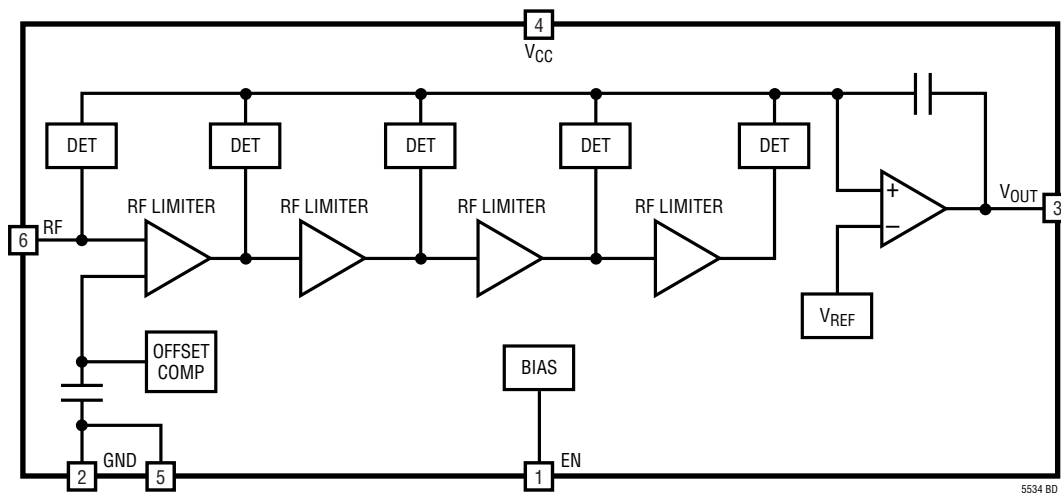 4
VCC
DET DET DET DET DET
RF LIMITER RF LIMITER RF LIMITER RF LIMITER
+
−
VOUT
3
6 RF
VREF
OFFSET
COMP
BIAS
2 GND 5
1 EN
5534 BD